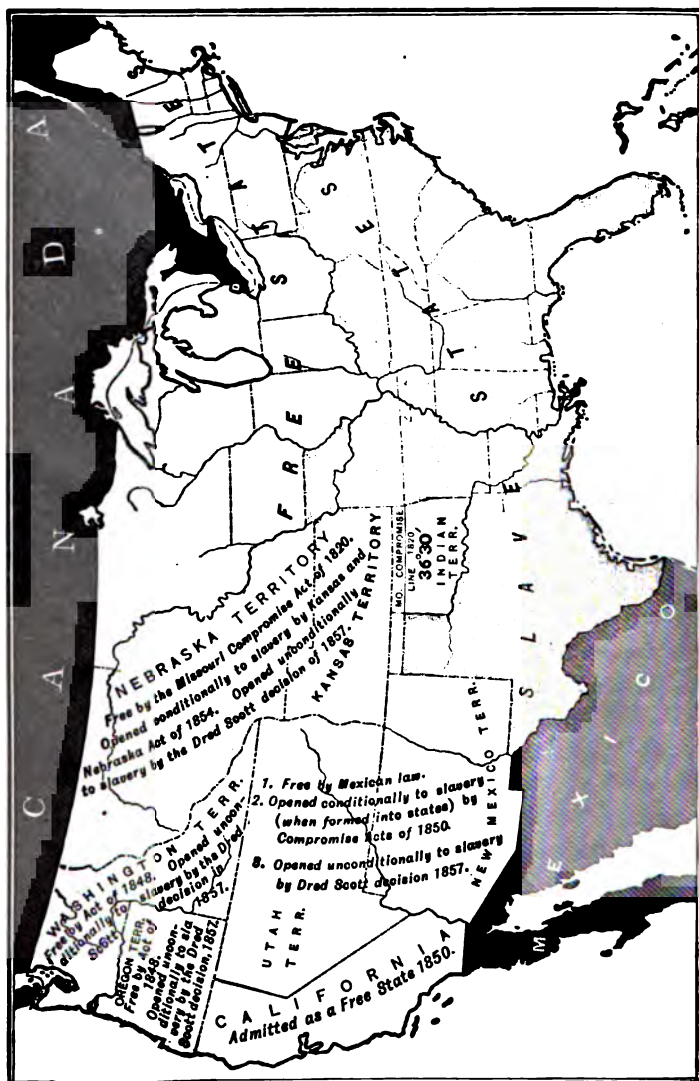 CANADA
WASHINGTON TERR.
Free by Act of 1848. Opened uncon-
ditionally to slavery by the Dred
Scott decision in 1857.
OREGON TERR.
Free by Act of
1848.
Opened uncon-
ditionally to sla
very by the Dred
Scott decision, 1857.
CALIFORNIA
Admitted as a Free State 1850.
UTAH
TERR.
1. Free by Mexican law.
2. Opened conditionally to slavery
(when formed into states) by
Compromise Acts of 1850.
3. Opened unconditionally to slavery
by Dred Scott decision 1857.
NEW MEXICO TERR.
NEBRASKA TERRITORY
Free by the Missouri Compromise Act of 1820.
Opened conditionally to slavery by Kansas and
Nebraska Act of 1854. Opened unconditionally
to slavery by the Dred Scott decision of 1857.
KANSAS TERRITORY
MO. COMPROMISE
LINE 1820
36°30'
INDIAN
TERR.
FREE STATES
SLAVE STATES
MEXICO